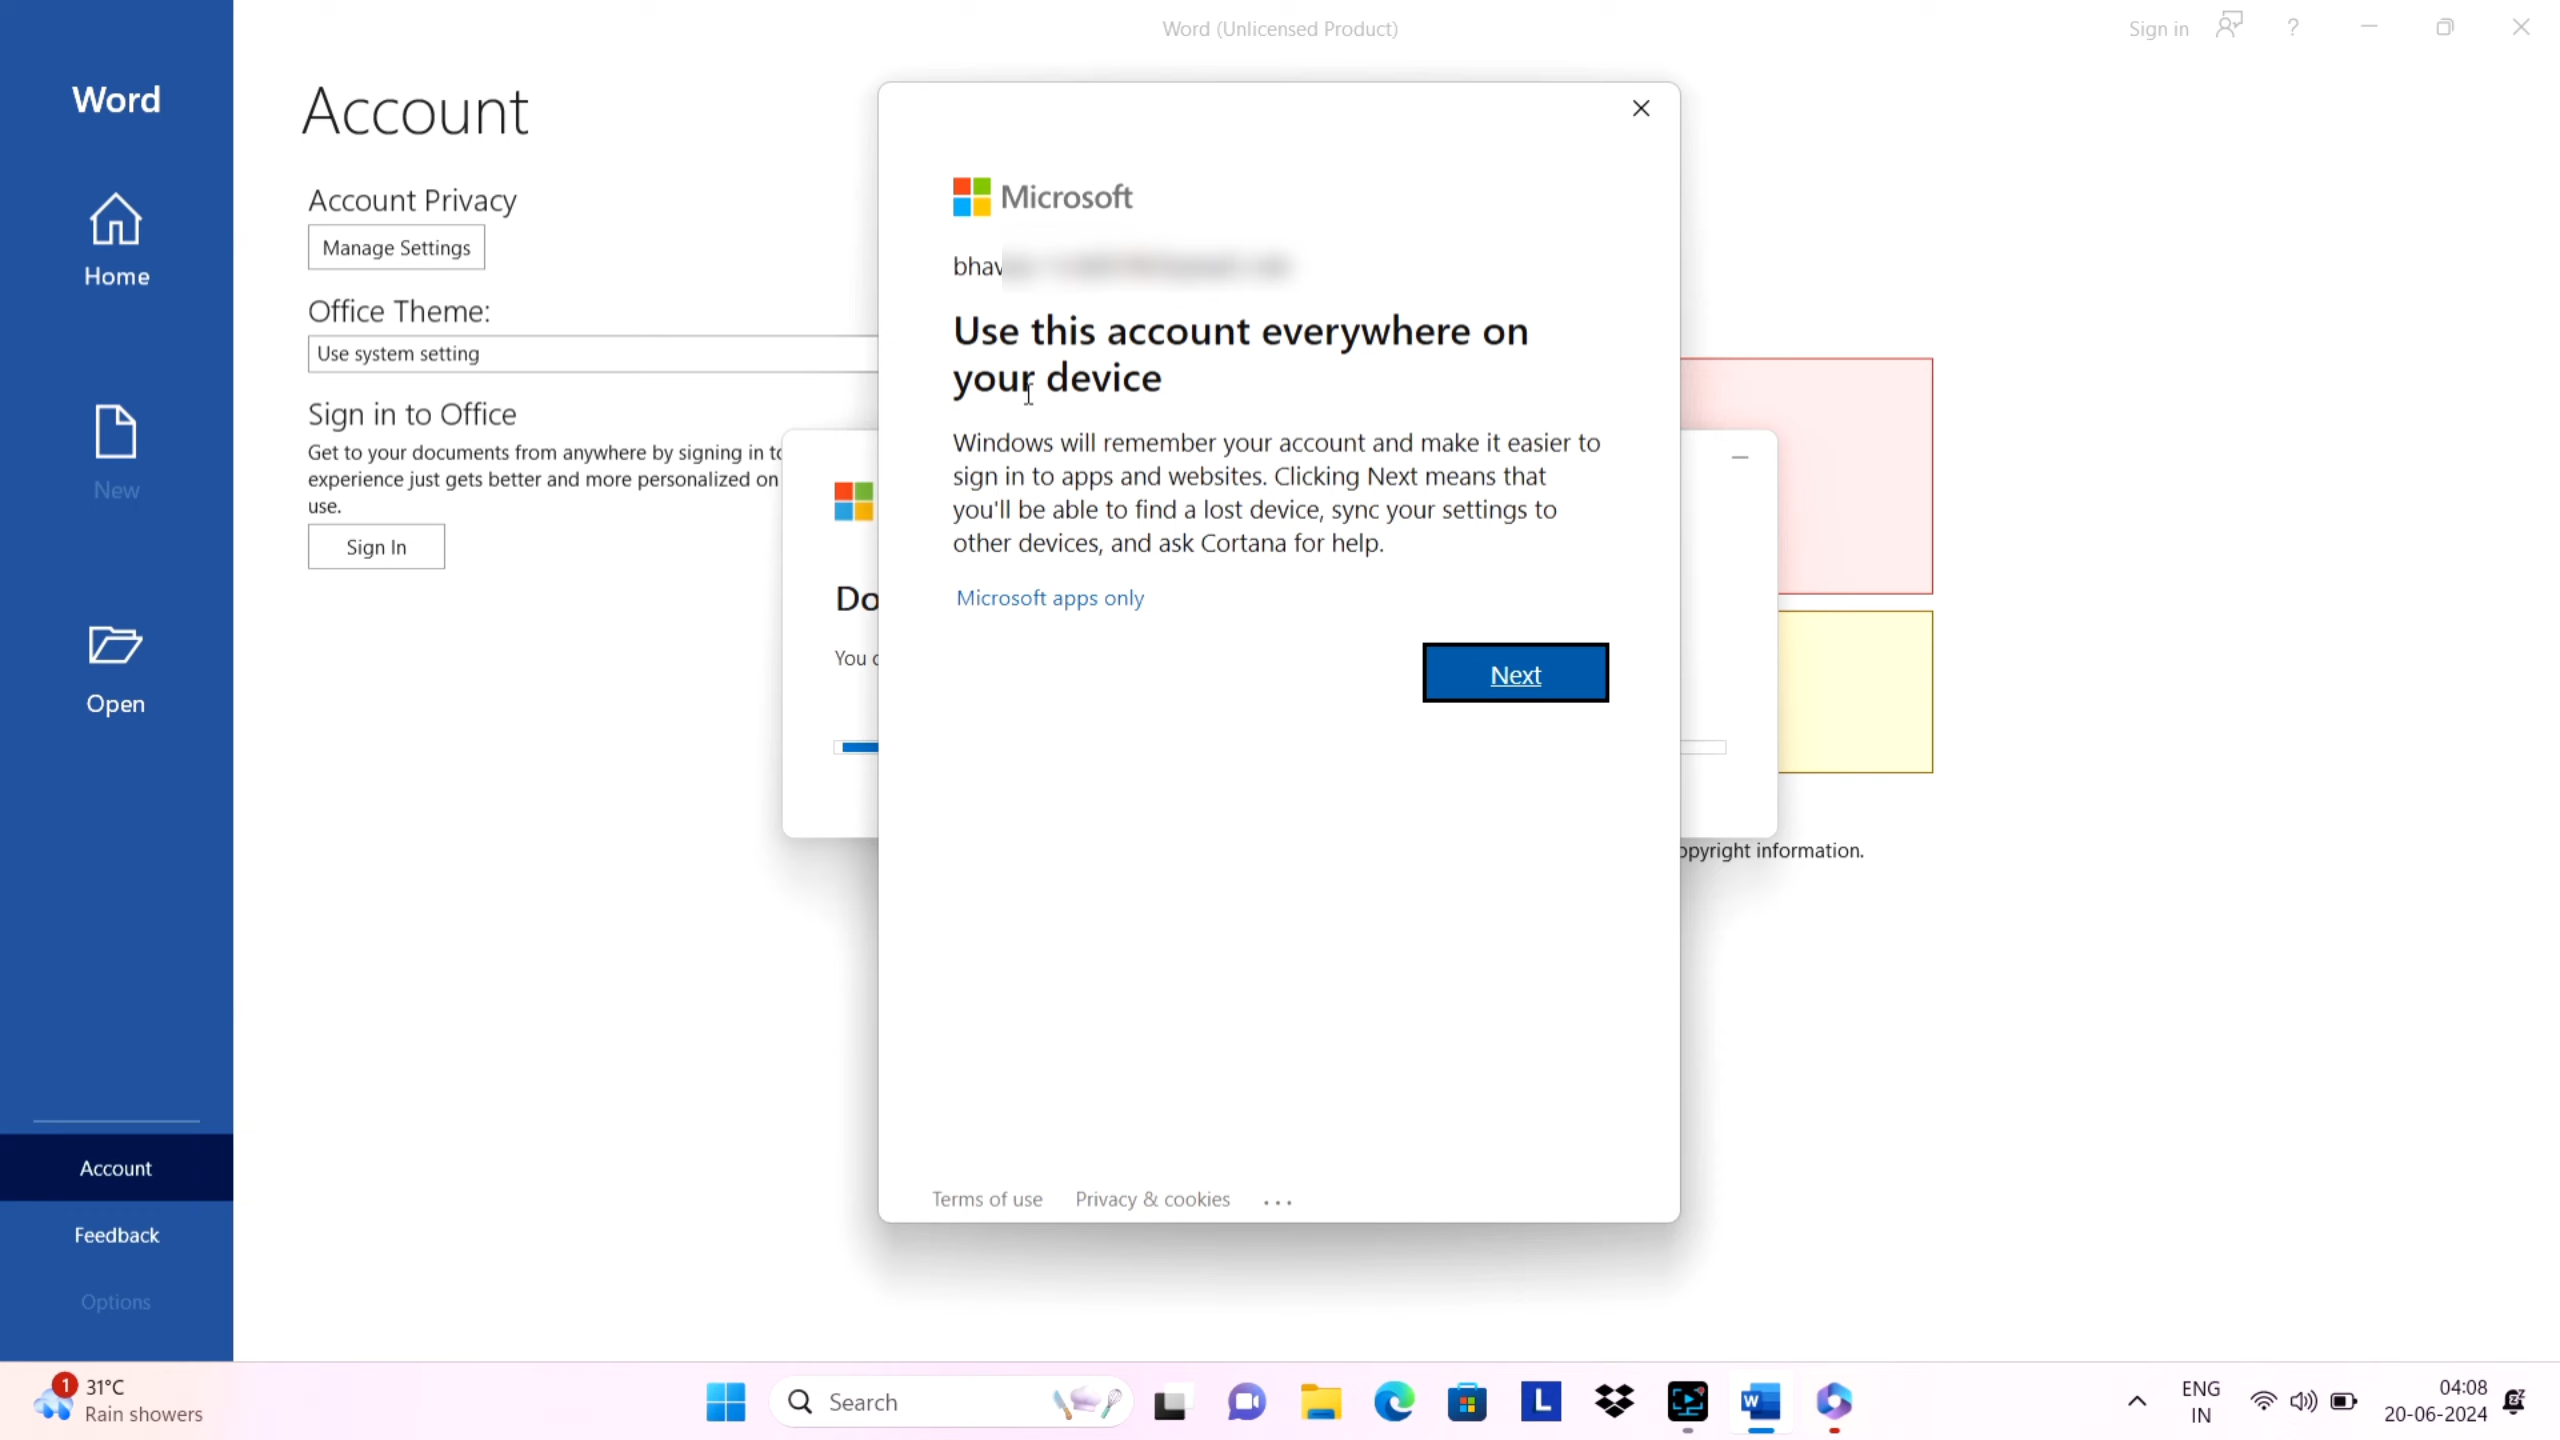 Word (Unlicensed Product)
Sign in
?
Word
Home
New
Open
Account
Feedback
Options
Account
Account Privacy
Manage Settings
Office Theme:
Use system setting
Sign in to Office
Get to your documents from anywhere by signing in to
experience just gets better and more personalized on
use.
Sign In
Do
You
opyright information.
Microsoft
bhav
Use this account everywhere on
your device
Windows will remember your account and make it easier to
sign in to apps and websites. Clicking Next means that
you'll be able to find a lost device, sync your settings to
other devices, and ask Cortana for help.
Microsoft apps only
Next
Terms of use Privacy & cookies ...
1
31°C
Rain showers
Search
L
W
ENG
IN
04:08
20-06-2024